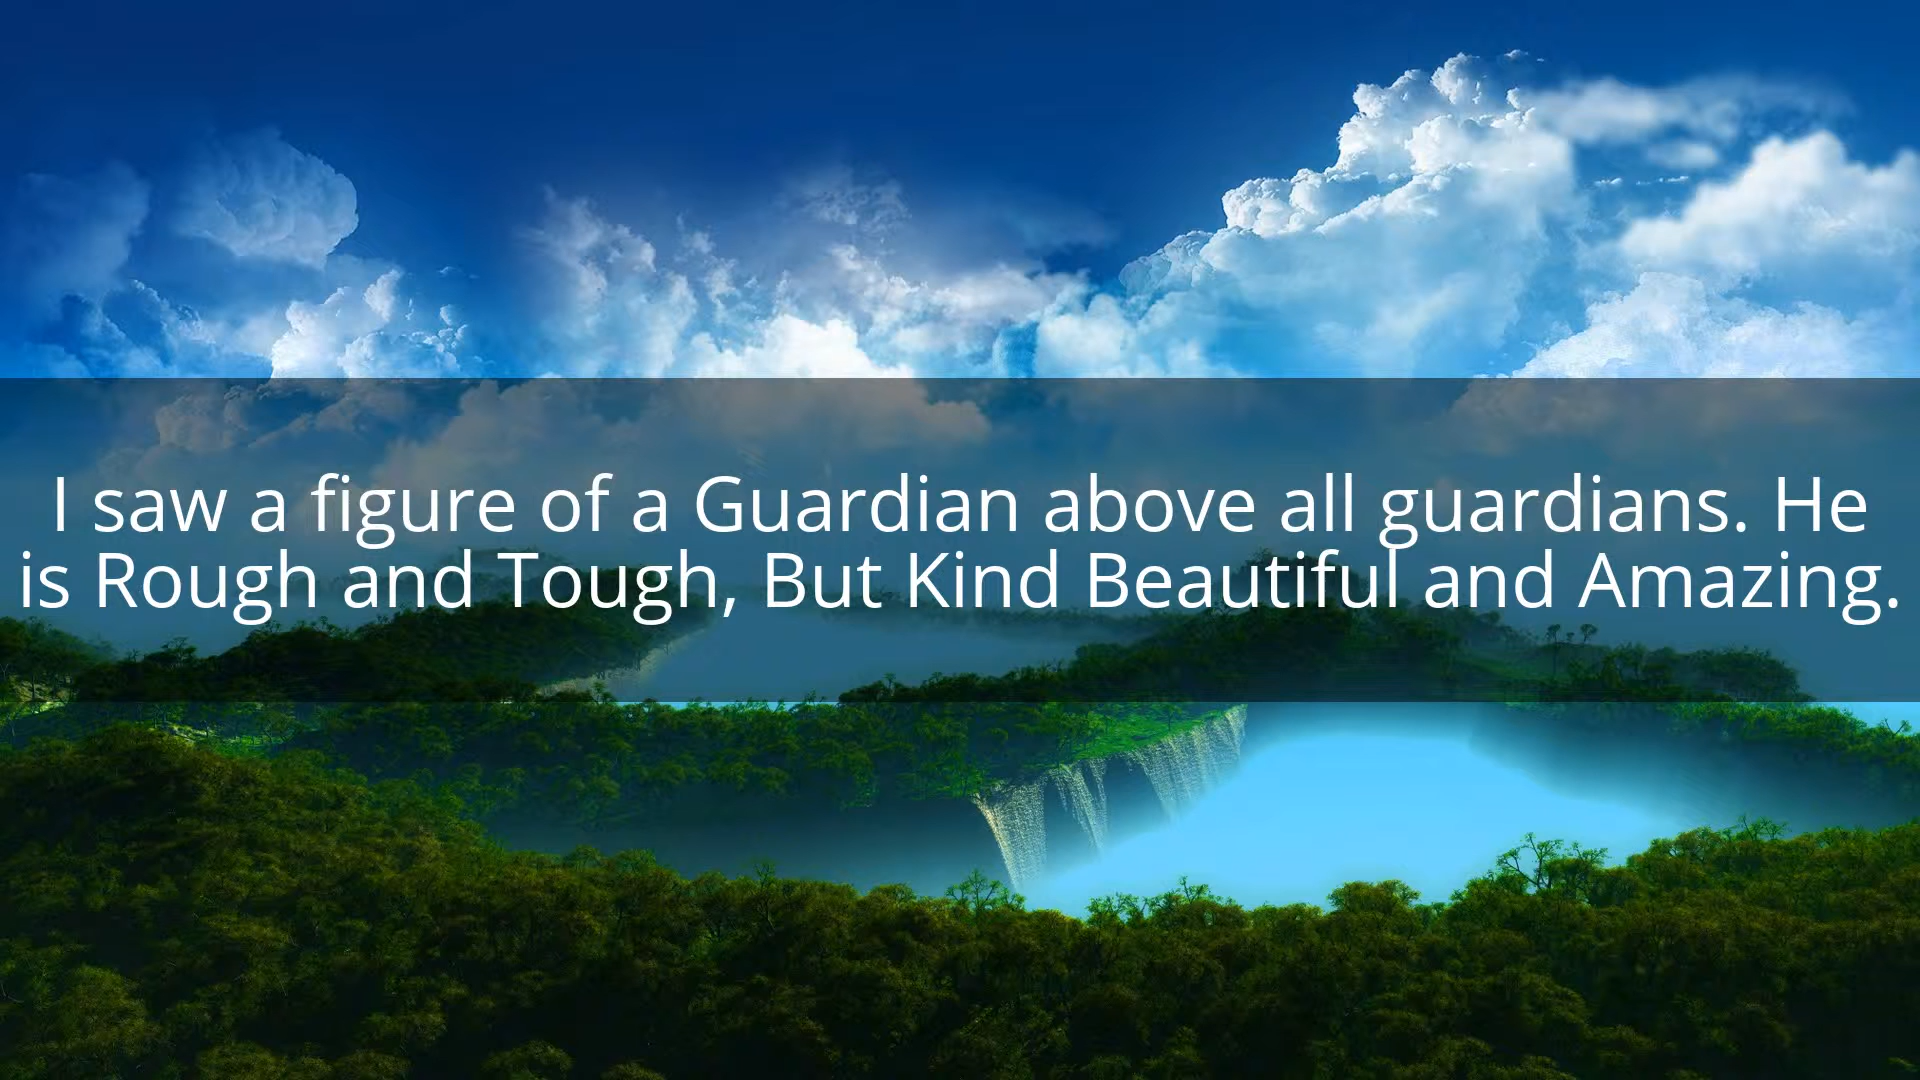 I saw a figure of a Guardian above all guardians. He
is Rough and Tough, But Kind Beautiful and Amazing.